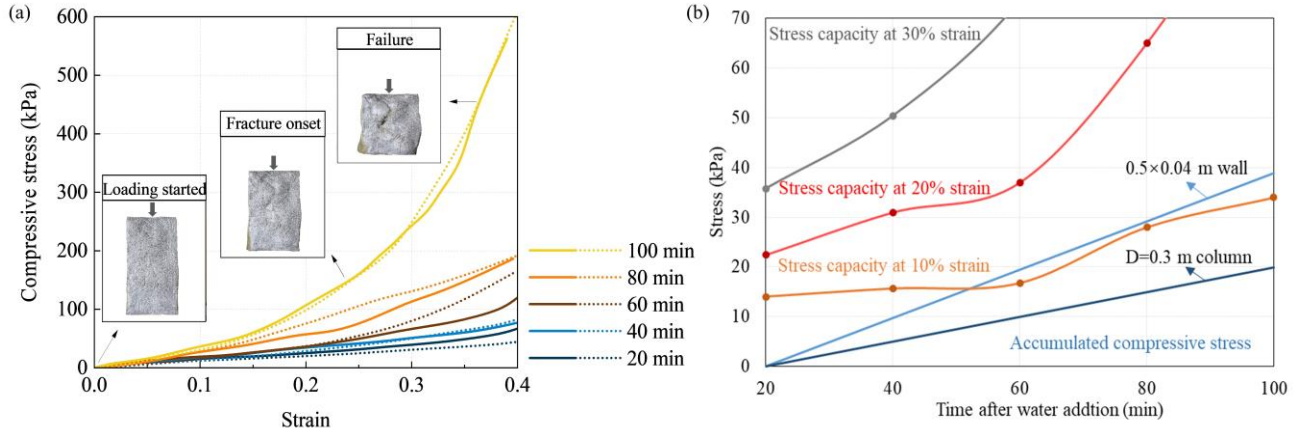 (a)
600
500
400
300
200
100
0
0.0
0.1
0.2
0.3
0.4
Compressive stress (kPa)
Strain
Loading started
Fracture onset
Failure
100 min
80 min
60 min
40 min
20 min
(b)
70
60
50
40
30
20
10
0
20
40
60
80
100
Stress (kPa)
Time after water addtion (min)
Stress capacity at 30% strain
Stress capacity at 20% strain
Stress capacity at 10% strain
0.5×0.04 m wall
D=0.3 m column
Accumulated compressive stress